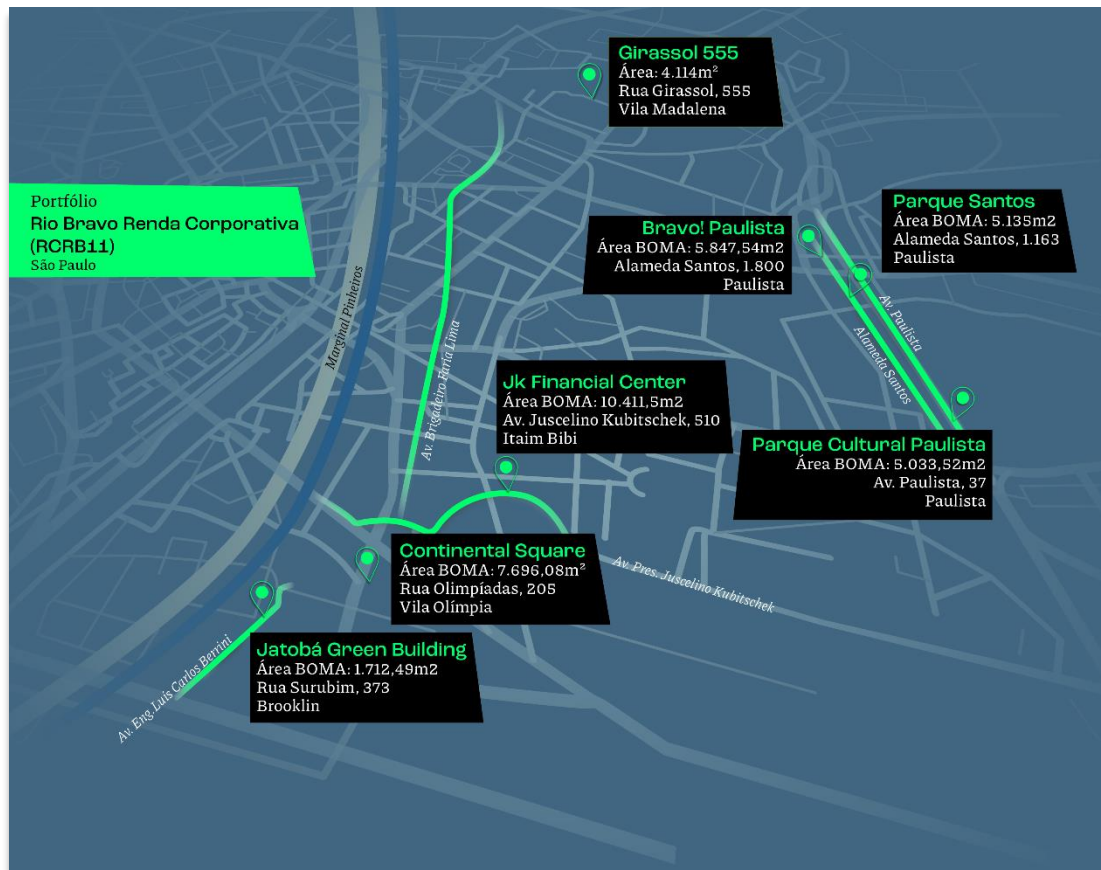 Girassol 555
Área: 4.114m²
Rua Girassol, 555
Vila Madalena
Portfólio
Rio Bravo Renda Corporativa
(RCRB11)
São Paulo
Parque Santos
Área BOMA: 5.135m2
Alameda Santos, 1.163
Paulista
Bravo! Paulista
Área BOMA: 5.847,54m2
Alameda Santos, 1.800
Paulista
Marginal Pinheiros
Av. Brigadeiro Faria Lima
Av. Paulista
Alameda Santos
Jk Financial Center
Área BOMA: 10.411,5m2
Av. Juscelino Kubitschek, 510
Itaim Bibi
Parque Cultural Paulista
Área BOMA: 5.033,52m2
Av. Paulista, 37
Paulista
Continental Square
Área BOMA: 7.696,08m²
Rua Olimpíadas, 205
Vila Olímpia
Av. Pres. Juscelino Kubitschek
Jatobá Green Building
Área BOMA: 1.712,49m2
Rua Surubim, 373
Brooklin
Av. Eng. Luis Carlos Berrini